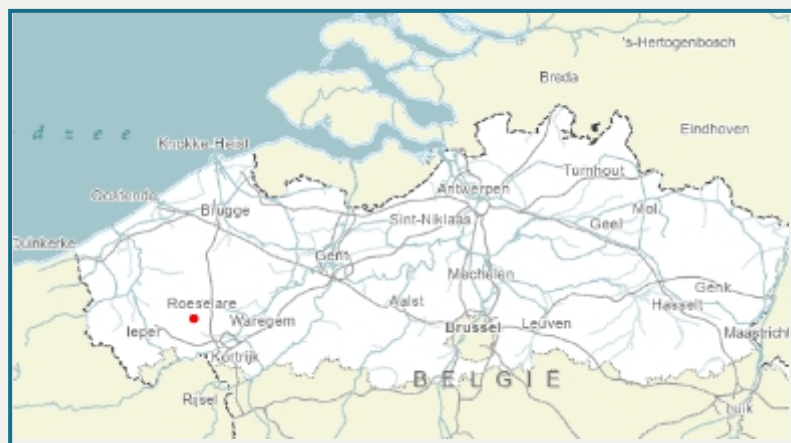 's-Hertogenbosch
Breda
Eindhoven
d z e e
Knokke-Heist
Turnhout
Oostende
Antwerpen
Brugge
Mol
Sint-Niklaas
Geel
Duinkerke
Gent
Mechelen
Genk
Roeselare
Aalst
Hasselt
Ieper
Waregem
Brussel
Leuven
Maastricht
Kortrijk
BELGIË
Rijsel
Luik